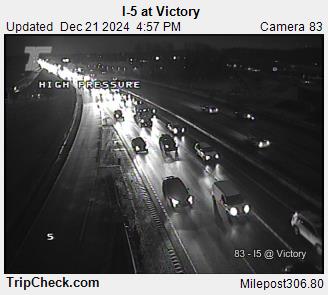 I-5 at Victory
Updated Dec 21 2024 4:57 PM Camera 83
HIGH PRESSURE
S
83 - I5 @ Victory
TripCheck.com Milepost306.80